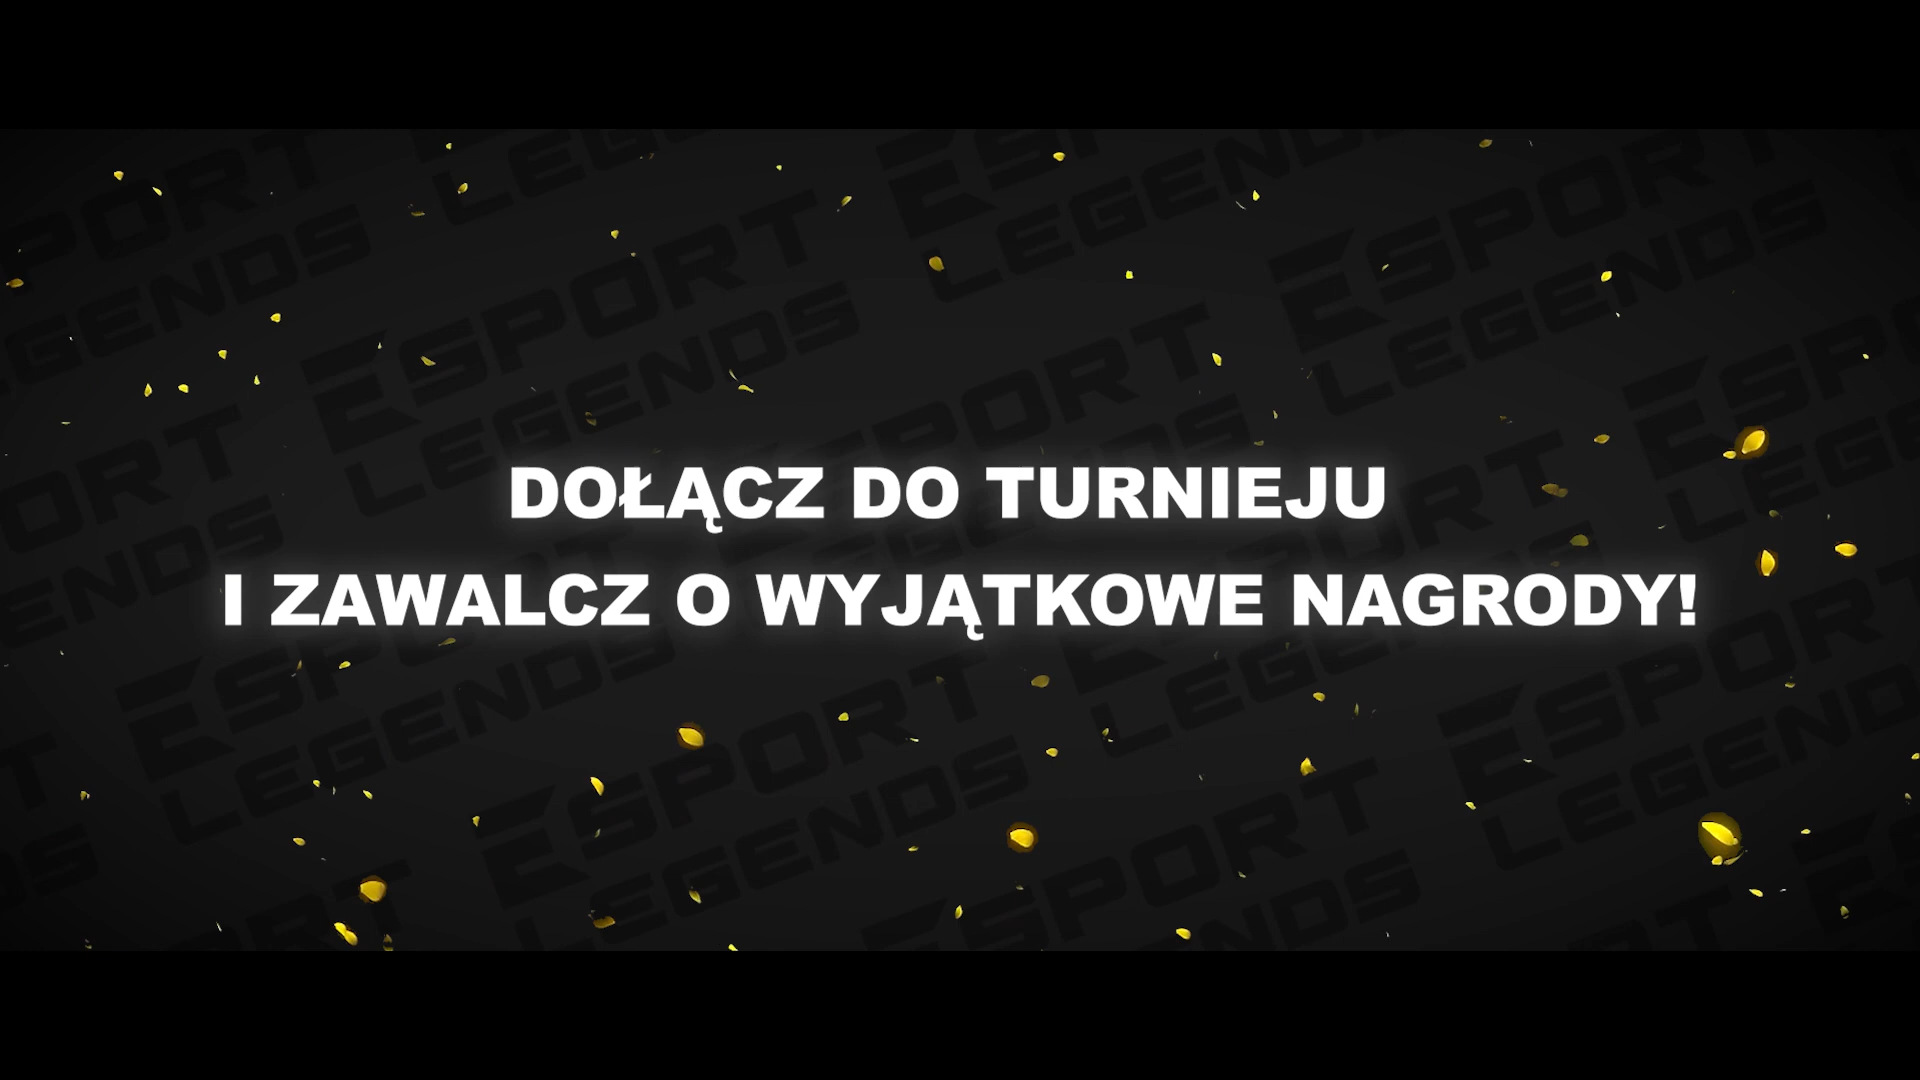 DOŁĄCZ DO TURNIEJU
I ZAWALCZ O WYJĄTKOWE NAGRODY!
ESPORT
LEGENDS